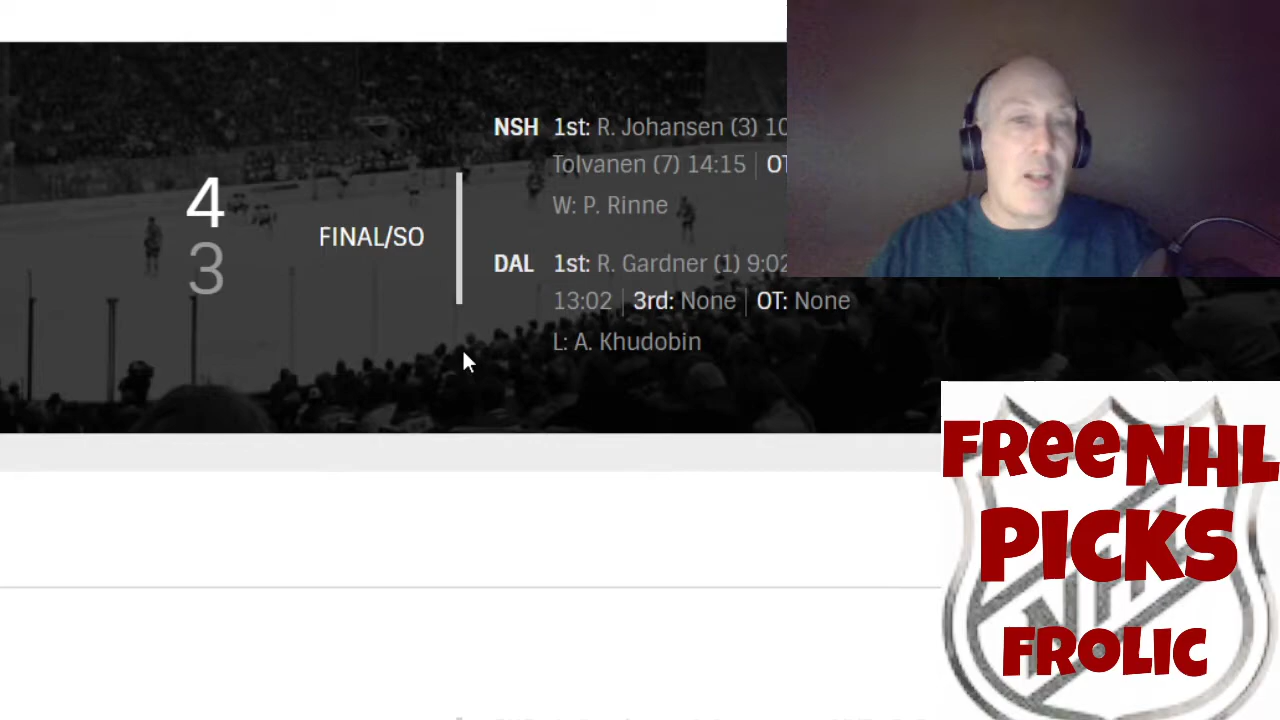 NSH 1st: R. Johansen (3) 10
Tolvanen (7) 14:15 | OT
W: P. Rinne
4
3
FINAL/SO
DAL 1st: R. Gardner (1) 9:02
13:02 | 3rd: None | OT: None
L: A. Khudobin
FReeNHL
PICKS
FROLIC
NHL